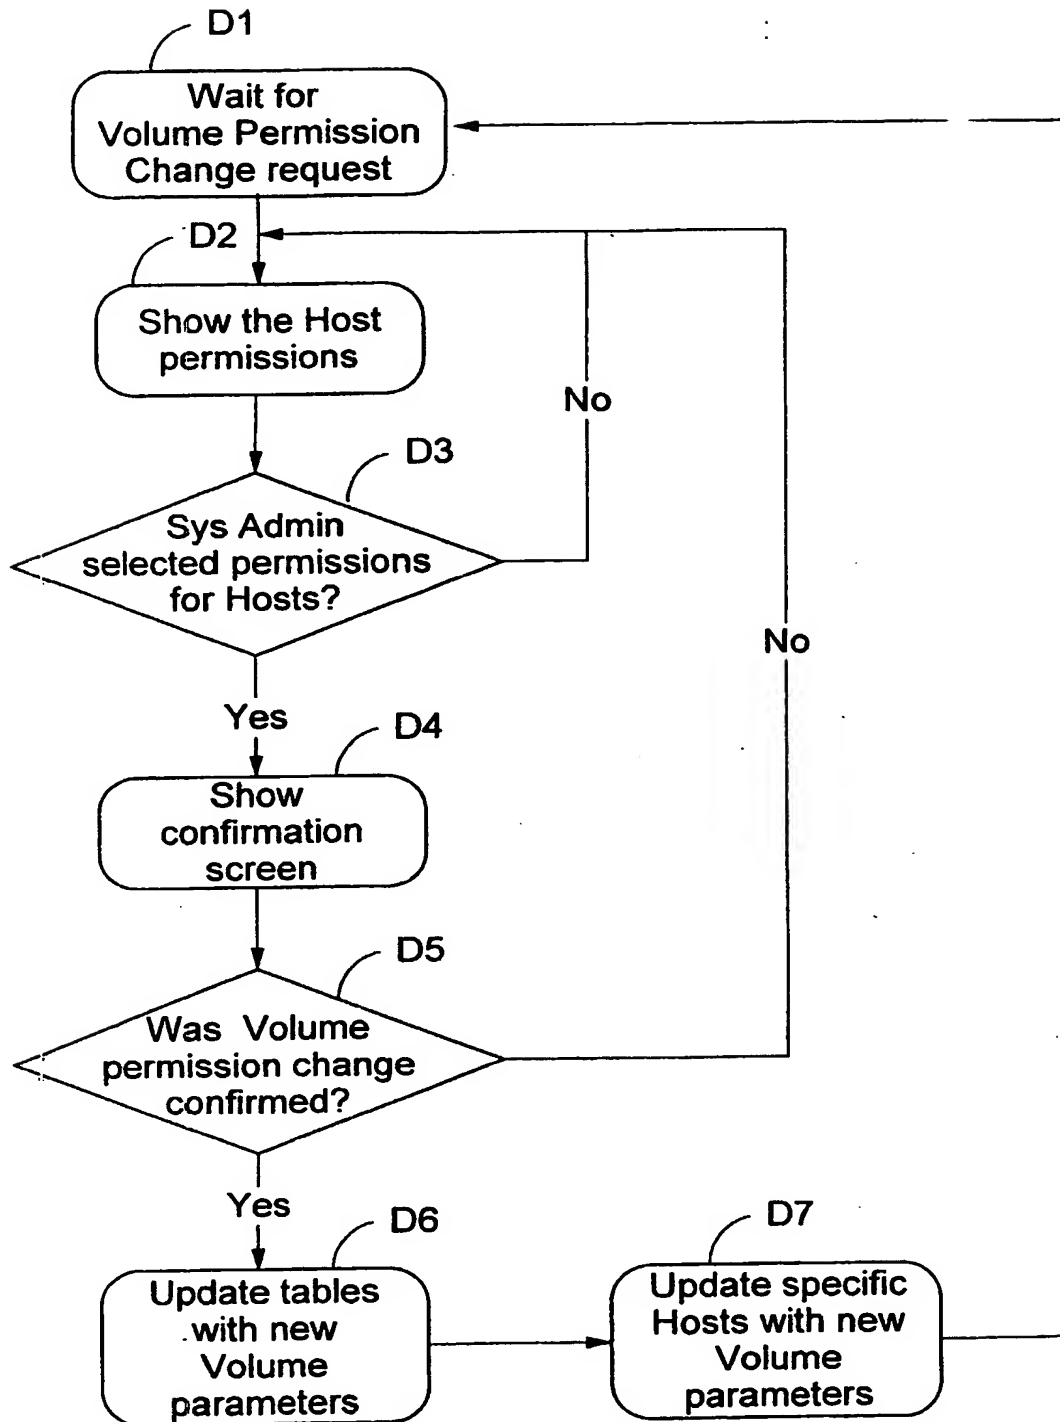 D1
Wait for
Volume Permission
Change request
D2
Show the Host
permissions
No
D3
Sys Admin
selected permissions
for Hosts?
No
Yes
D4
Show
confirmation
screen
D5
Was Volume
permission change
confirmed?
Yes
D6
Update tables
with new
Volume
parameters
D7
Update specific
Hosts with new
Volume
parameters